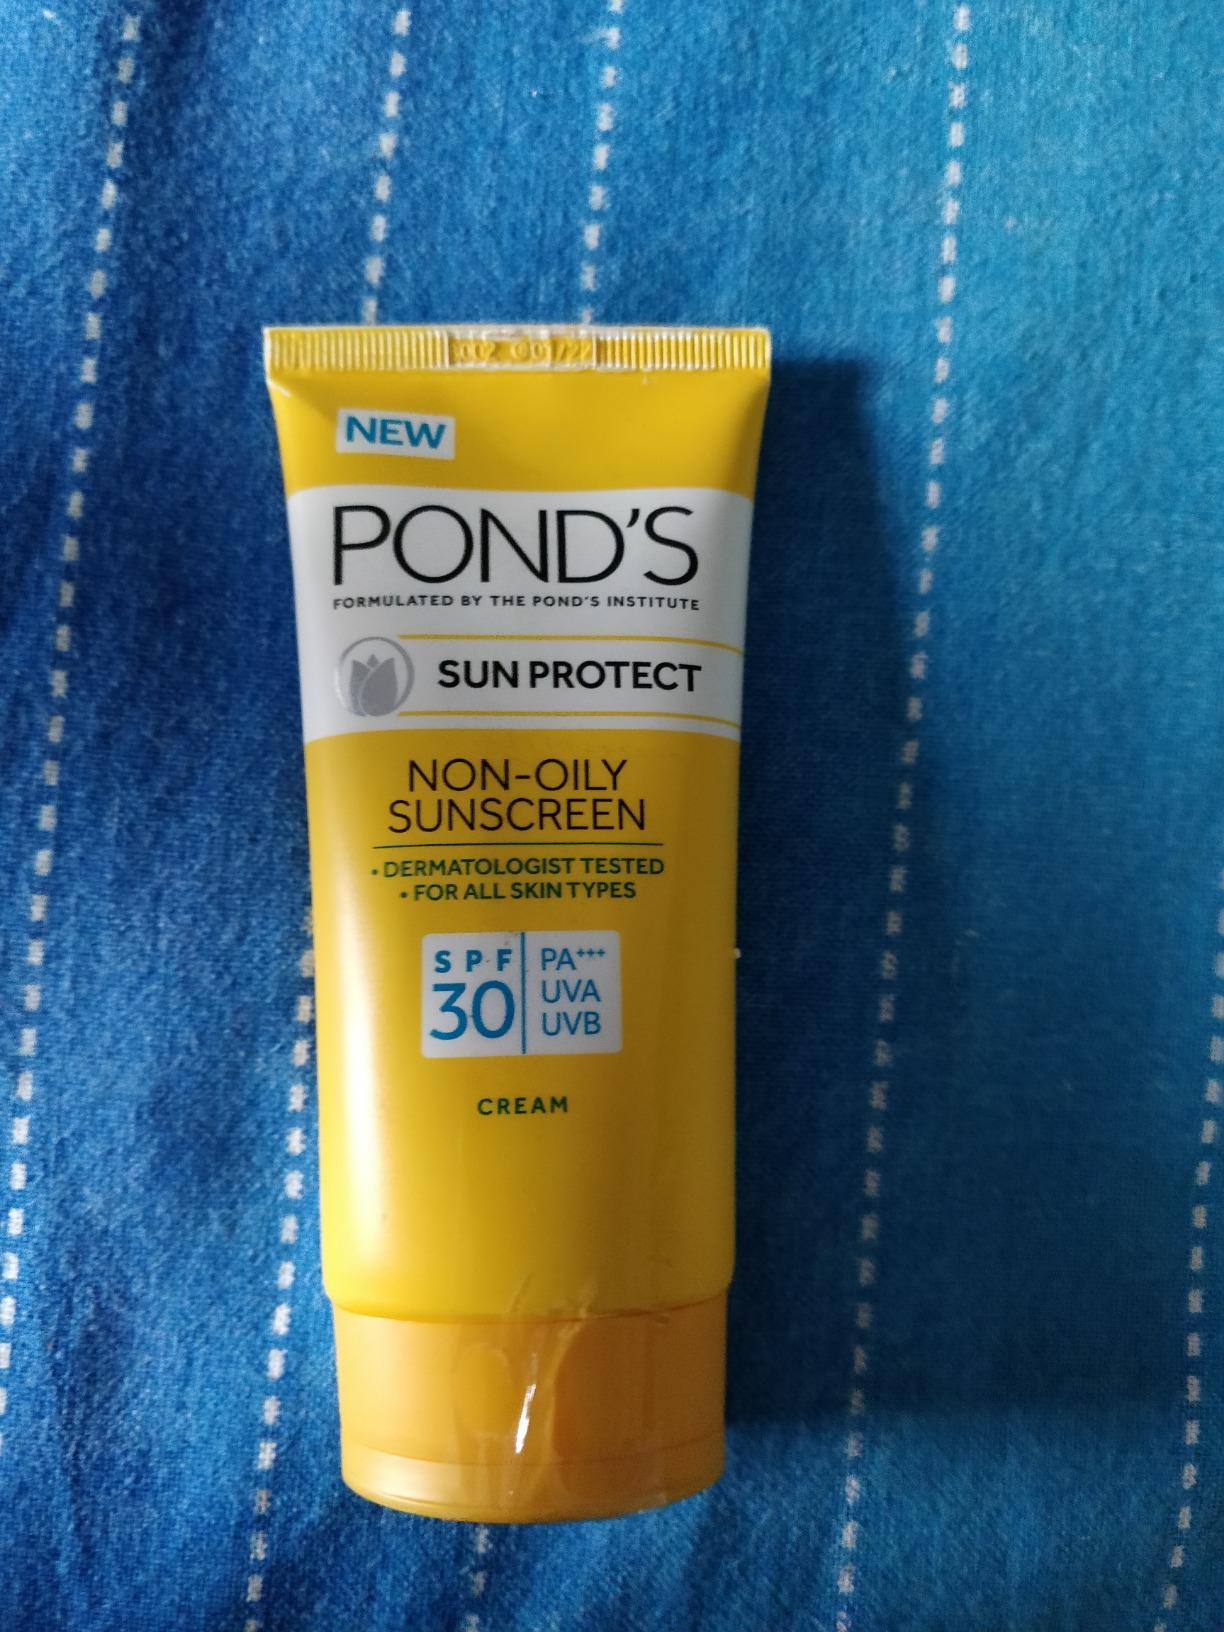 NEW
POND'S
FORMULATED BY THE POND'S INSTITUTE
SUN PROTECT
NON-OILY
SUNSCREEN
• DERMATOLOGIST TESTED
• FOR ALL SKIN TYPES
SPF
30
PA+++
UVA
UVB
CREAM